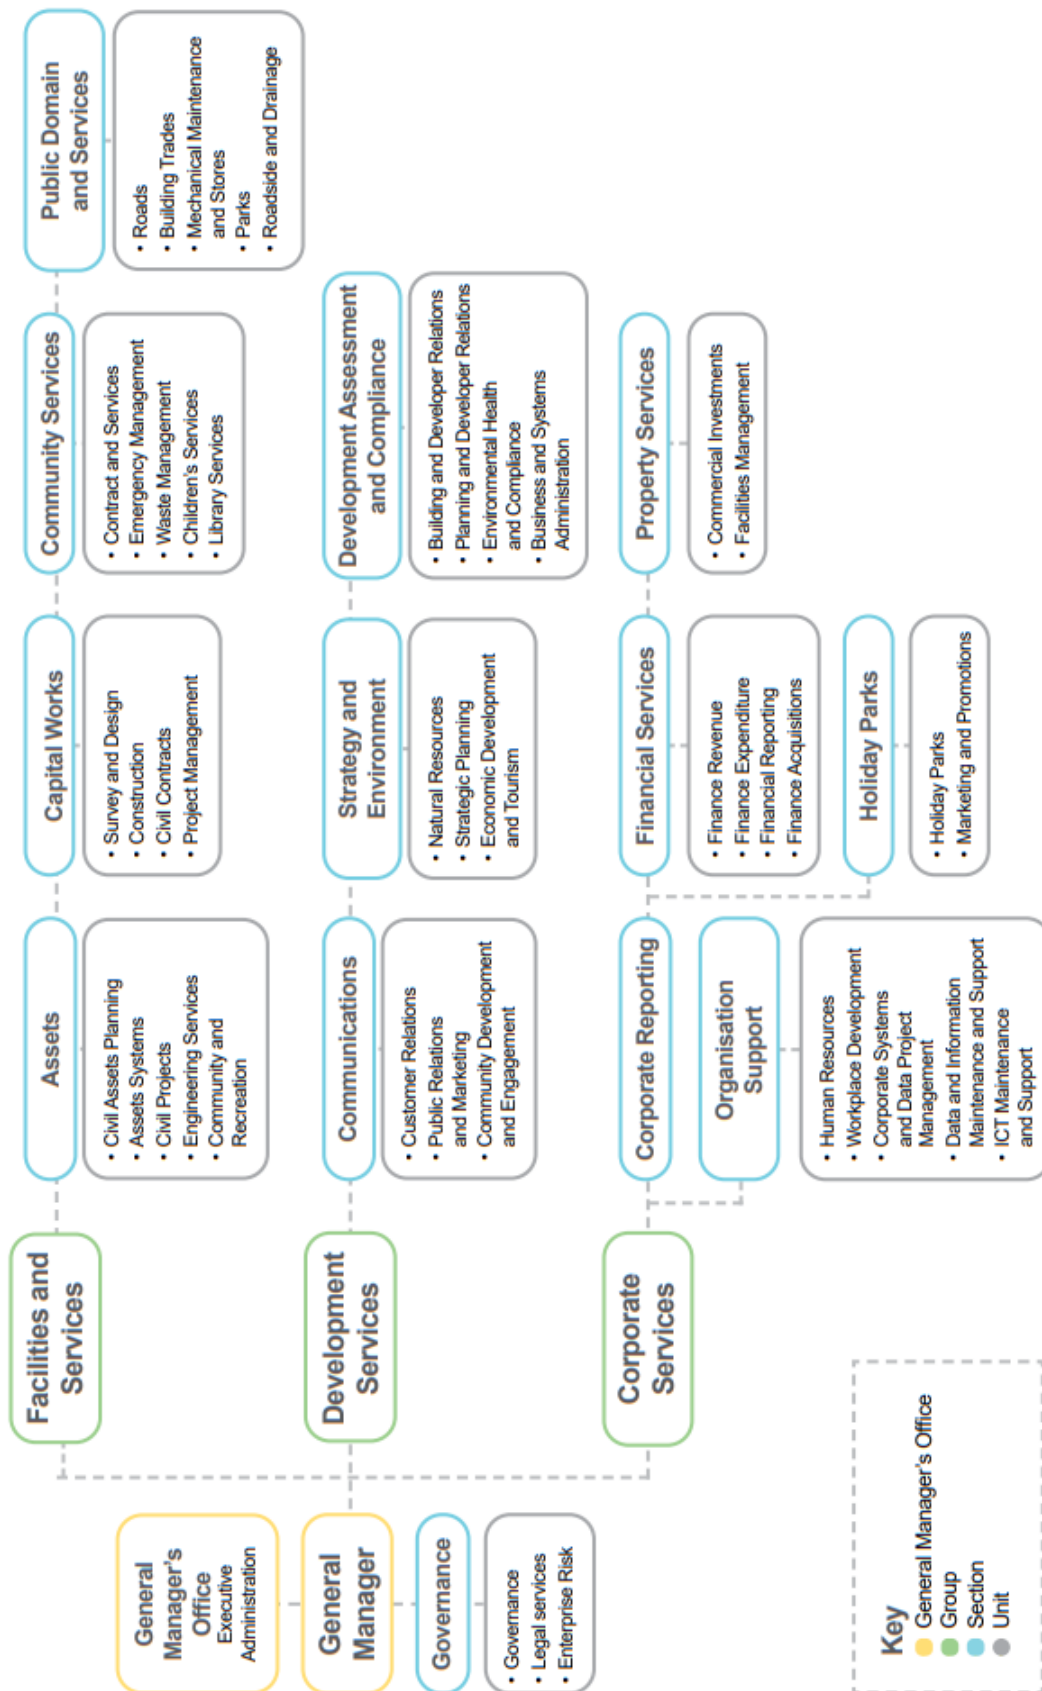 General
Manager's
Office
Executive
Administration
General
Manager
Governance
• Governance
• Legal services
• Enterprise Risk
Facilities and
Services
Assets
• Civil Assets Planning
• Assets Systems
• Civil Projects
• Engineering Services
• Community and
Recreation
Capital Works
• Survey and Design
• Construction
• Civil Contracts
• Project Management
Community Services
• Contract and Services
• Emergency Management
• Waste Management
• Children's Services
• Library Services
Public Domain
and Services
• Roads
• Building Trades
• Mechanical Maintenance
and Stores
• Parks
• Roadside and Drainage
Development
Services
Communications
• Customer Relations
• Public Relations
and Marketing
• Community Development
and Engagement
Strategy and
Environment
• Natural Resources
• Strategic Planning
• Economic Development
and Tourism
Development Assessment
and Compliance
• Building and Developer Relations
• Planning and Developer Relations
• Environmental Health
and Compliance
• Business and Systems
Administration
Corporate
Services
Corporate Reporting
Organisation
Support
• Human Resources
• Workplace Development
• Corporate Systems
and Data Project
Management
• Data and Information
Maintenance and Support
• ICT Maintenance
and Support
Financial Services
• Finance Revenue
• Finance Expenditure
• Financial Reporting
• Finance Acquisitions
Holiday Parks
• Holiday Parks
• Marketing and Promotions
Property Services
• Commercial Investments
• Facilities Management
Key
General Manager's Office
Group
Section
Unit